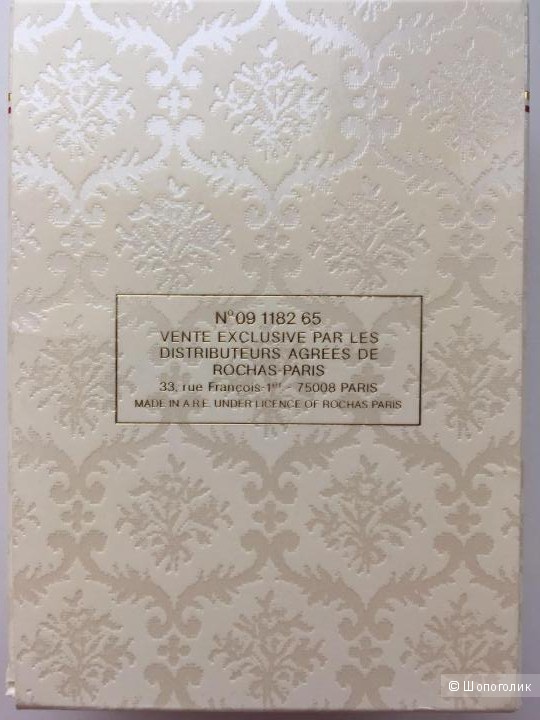 Nº 09 1182 65
VENTE EXCLUSIVE PAR LES
DISTRIBUTEURS AGRÉÉS DE
ROCHAS-PARIS
33, rue François-1er - 75008 PARIS
MADE IN A.R.E. UNDER LICENCE OF ROCHAS PARIS
© Шопоголик